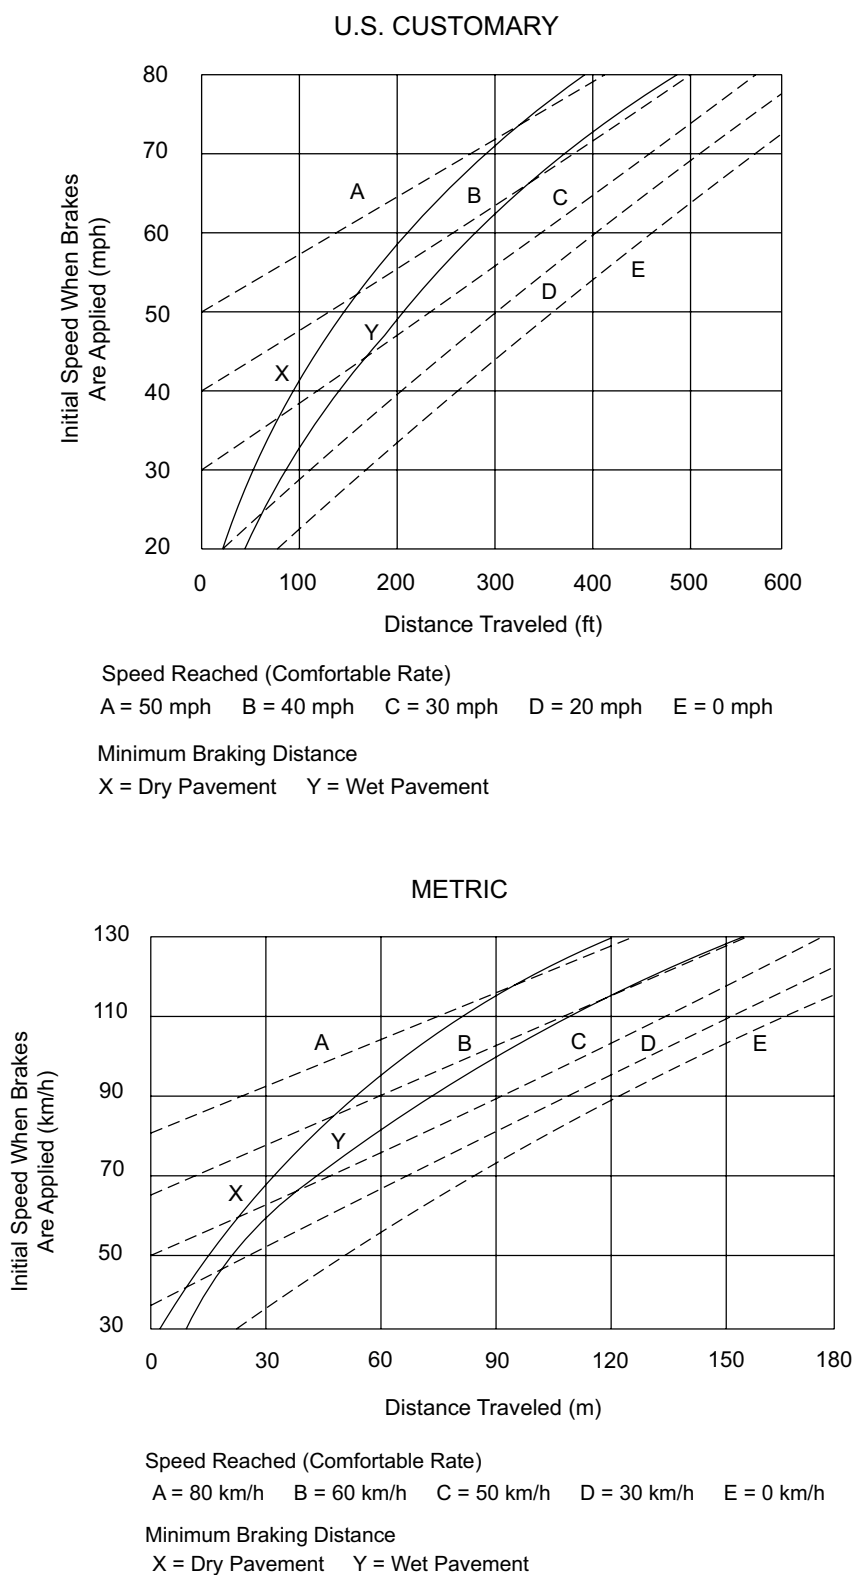 U.S. CUSTOMARY
80
70
60
50
40
30
20
Initial Speed When Brakes
Are Applied (mph)
A
B
C
D
E
X
Y
0 100 200 300 400 500 600
Distance Traveled (ft)
Speed Reached (Comfortable Rate)
A = 50 mph B = 40 mph C = 30 mph D = 20 mph E = 0 mph
Minimum Braking Distance
X = Dry Pavement Y = Wet Pavement
METRIC
130
110
90
70
50
30
Initial Speed When Brakes
Are Applied (km/h)
A
B
C
D
E
Y
X
0 30 60 90 120 150 180
Distance Traveled (m)
Speed Reached (Comfortable Rate)
A = 80 km/h B = 60 km/h C = 50 km/h D = 30 km/h E = 0 km/h
Minimum Braking Distance
X = Dry Pavement Y = Wet Pavement